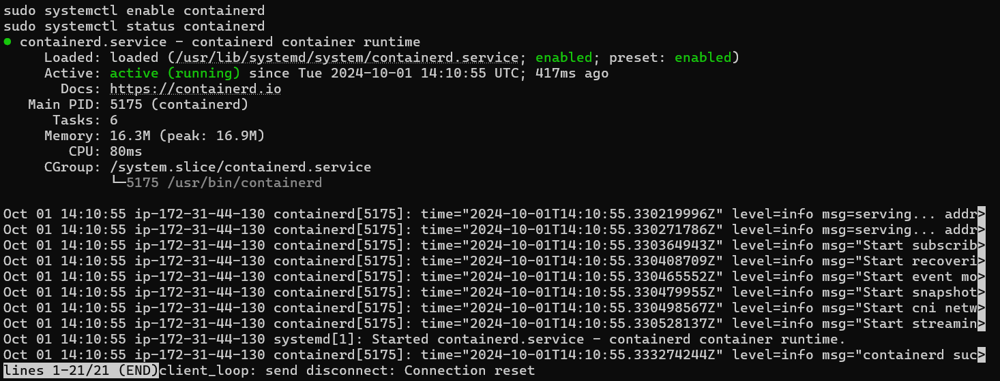 sudo systemctl enable containerd
sudo systemctl status containerd
● containerd.service - containerd container runtime
     Loaded: loaded (/usr/lib/systemd/system/containerd.service; enabled; preset: enabled)
     Active: active (running) since Tue 2024-10-01 14:10:55 UTC; 417ms ago
       Docs: https://containerd.io
   Main PID: 5175 (containerd)
      Tasks: 6
     Memory: 16.3M (peak: 16.9M)
        CPU: 80ms
     CGroup: /system.slice/containerd.service
             └─5175 /usr/bin/containerd

Oct 01 14:10:55 ip-172-31-44-130 containerd[5175]: time="2024-10-01T14:10:55.330219996Z" level=info msg=serving... addr>
Oct 01 14:10:55 ip-172-31-44-130 containerd[5175]: time="2024-10-01T14:10:55.330271786Z" level=info msg=serving... addr>
Oct 01 14:10:55 ip-172-31-44-130 containerd[5175]: time="2024-10-01T14:10:55.330364943Z" level=info msg="Start subscrib>
Oct 01 14:10:55 ip-172-31-44-130 containerd[5175]: time="2024-10-01T14:10:55.330408709Z" level=info msg="Start recoveri>
Oct 01 14:10:55 ip-172-31-44-130 containerd[5175]: time="2024-10-01T14:10:55.330465552Z" level=info msg="Start event mo>
Oct 01 14:10:55 ip-172-31-44-130 containerd[5175]: time="2024-10-01T14:10:55.330479955Z" level=info msg="Start snapshot>
Oct 01 14:10:55 ip-172-31-44-130 containerd[5175]: time="2024-10-01T14:10:55.330498567Z" level=info msg="Start cni netw>
Oct 01 14:10:55 ip-172-31-44-130 containerd[5175]: time="2024-10-01T14:10:55.330528137Z" level=info msg="Start streamin>
Oct 01 14:10:55 ip-172-31-44-130 systemd[1]: Started containerd.service - containerd container runtime.
Oct 01 14:10:55 ip-172-31-44-130 containerd[5175]: time="2024-10-01T14:10:55.333274244Z" level=info msg="containerd suc>
lines 1-21/21 (END)client_loop: send disconnect: Connection reset